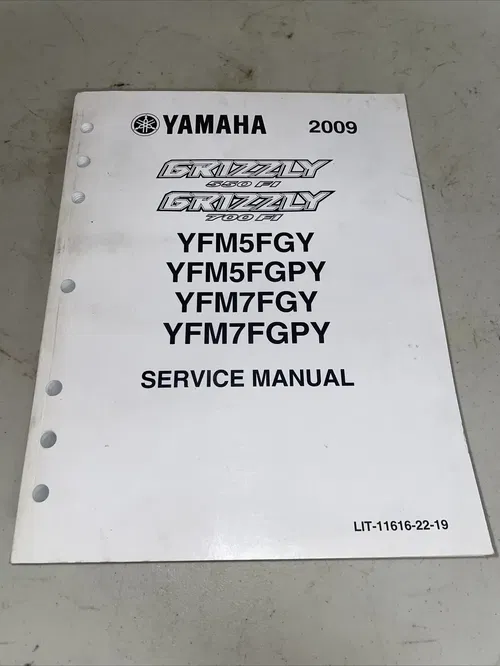 YAMAHA 2009
GRIZZLY
550 FI
GRIZZLY
700 FI
YFM5FGY
YFM5FGPY
YFM7FGY
YFM7FGPY
SERVICE MANUAL
LIT-11616-22-19